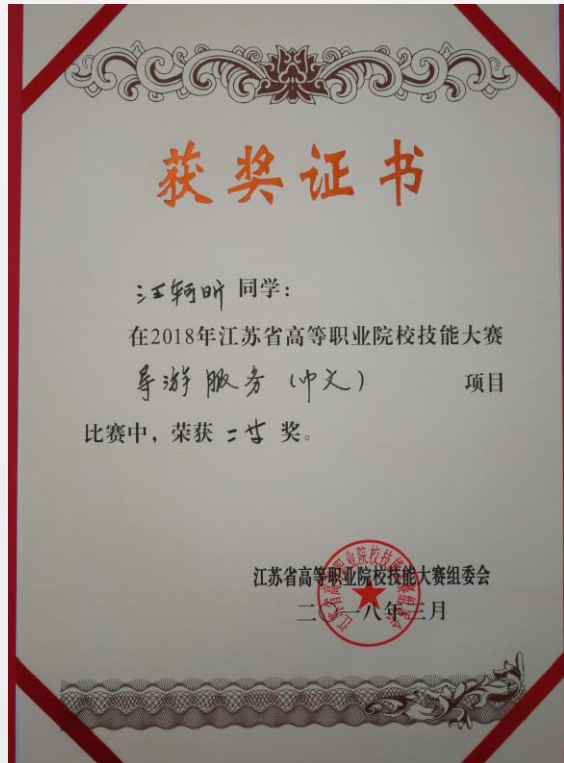 获奖证书
汪轲昕 同学：
在2018年江苏省高等职业院校技能大赛
导游服务（中文） 项目
比赛中，荣获 二等 奖。
江苏省高等职业院校技能大赛组委会
二〇一八年三月